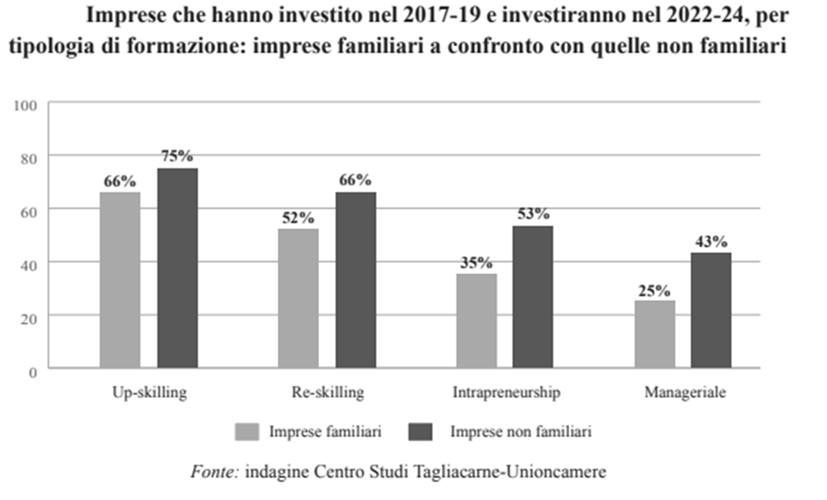 Imprese che hanno investito nel 2017-19 e investiranno nel 2022-24, per
tipologia di formazione: imprese familiari a confronto con quelle non familiari
100
80
60
40
20
0
66%
75%
52%
66%
35%
53%
25%
43%
Up-skilling
Re-skilling
Intrapreneurship
Manageriale
Imprese familiari
Imprese non familiari
Fonte: indagine Centro Studi Tagliacarne-Unioncamere